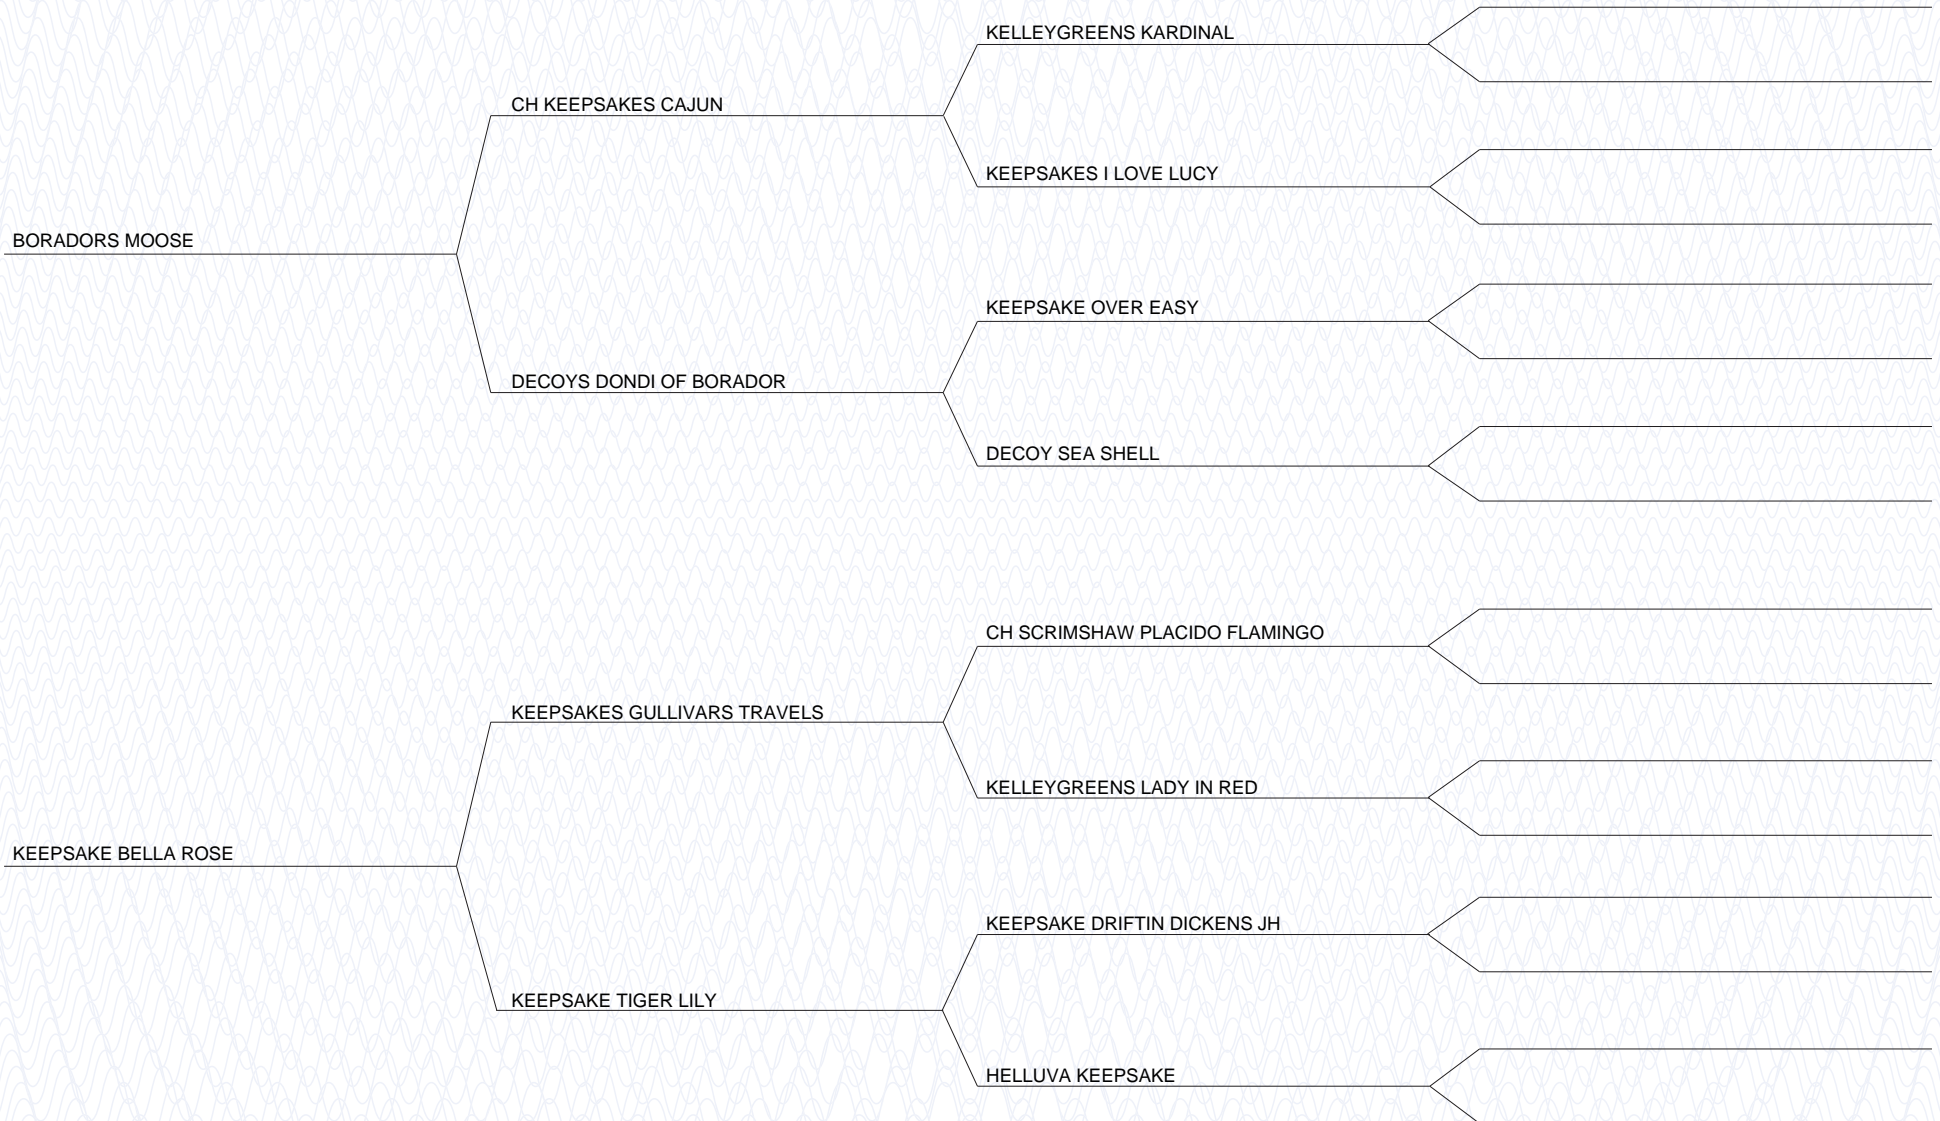 KELLEYGREENS KARDINAL
CH KEEPSAKES CAJUN
KEEPSAKES I LOVE LUCY
BORADORS MOOSE
KEEPSAKE OVER EASY
DECOYS DONDI OF BORADOR
DECOY SEA SHELL
CH SCRIMSHAW PLACIDO FLAMINGO
KEEPSAKES GULLIVARS TRAVELS
KELLEYGREENS LADY IN RED
KEEPSAKE BELLA ROSE
KEEPSAKE DRIFTIN DICKENS JH
KEEPSAKE TIGER LILY
HELLUVA KEEPSAKE